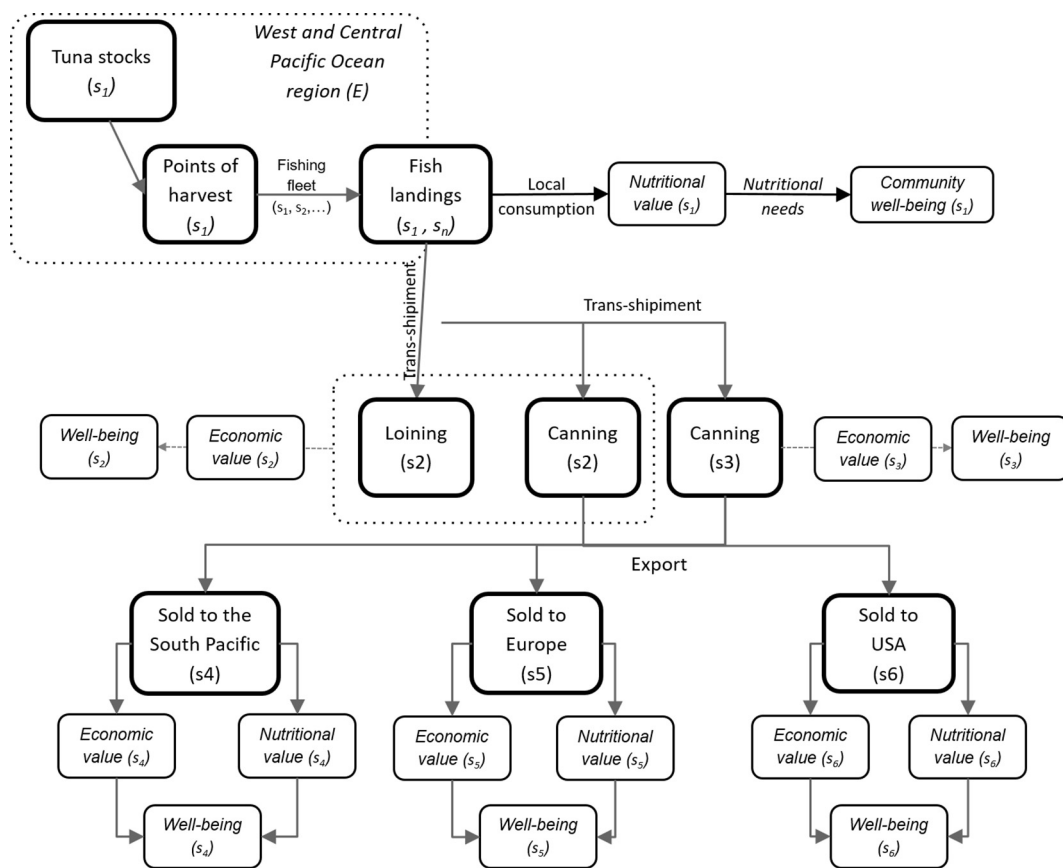 West and Central
Pacific Ocean
region (E)
Tuna stocks
(s₁)
Points of
harvest
(s₁)
Fishing
fleet
(s₁, s₂,…)
Fish
landings
(s₁ , sₙ)
Local
consumption
Nutritional
value (s₁)
Nutritional
needs
Community
well-being (s₁)
Trans-shipiment
Trans-shipiment
Well-being
(s₂)
Economic
value (s₂)
Loining
(s2)
Canning
(s2)
Canning
(s3)
Economic
value (s₃)
Well-being
(s₃)
Export
Sold to the
South Pacific
(s4)
Sold to
Europe
(s5)
Sold to
USA
(s6)
Economic
value (s₄)
Nutritional
value (s₄)
Economic
value (s₅)
Nutritional
value (s₅)
Economic
value (s₆)
Nutritional
value (s₆)
Well-being
(s₄)
Well-being
(s₅)
Well-being
(s₆)